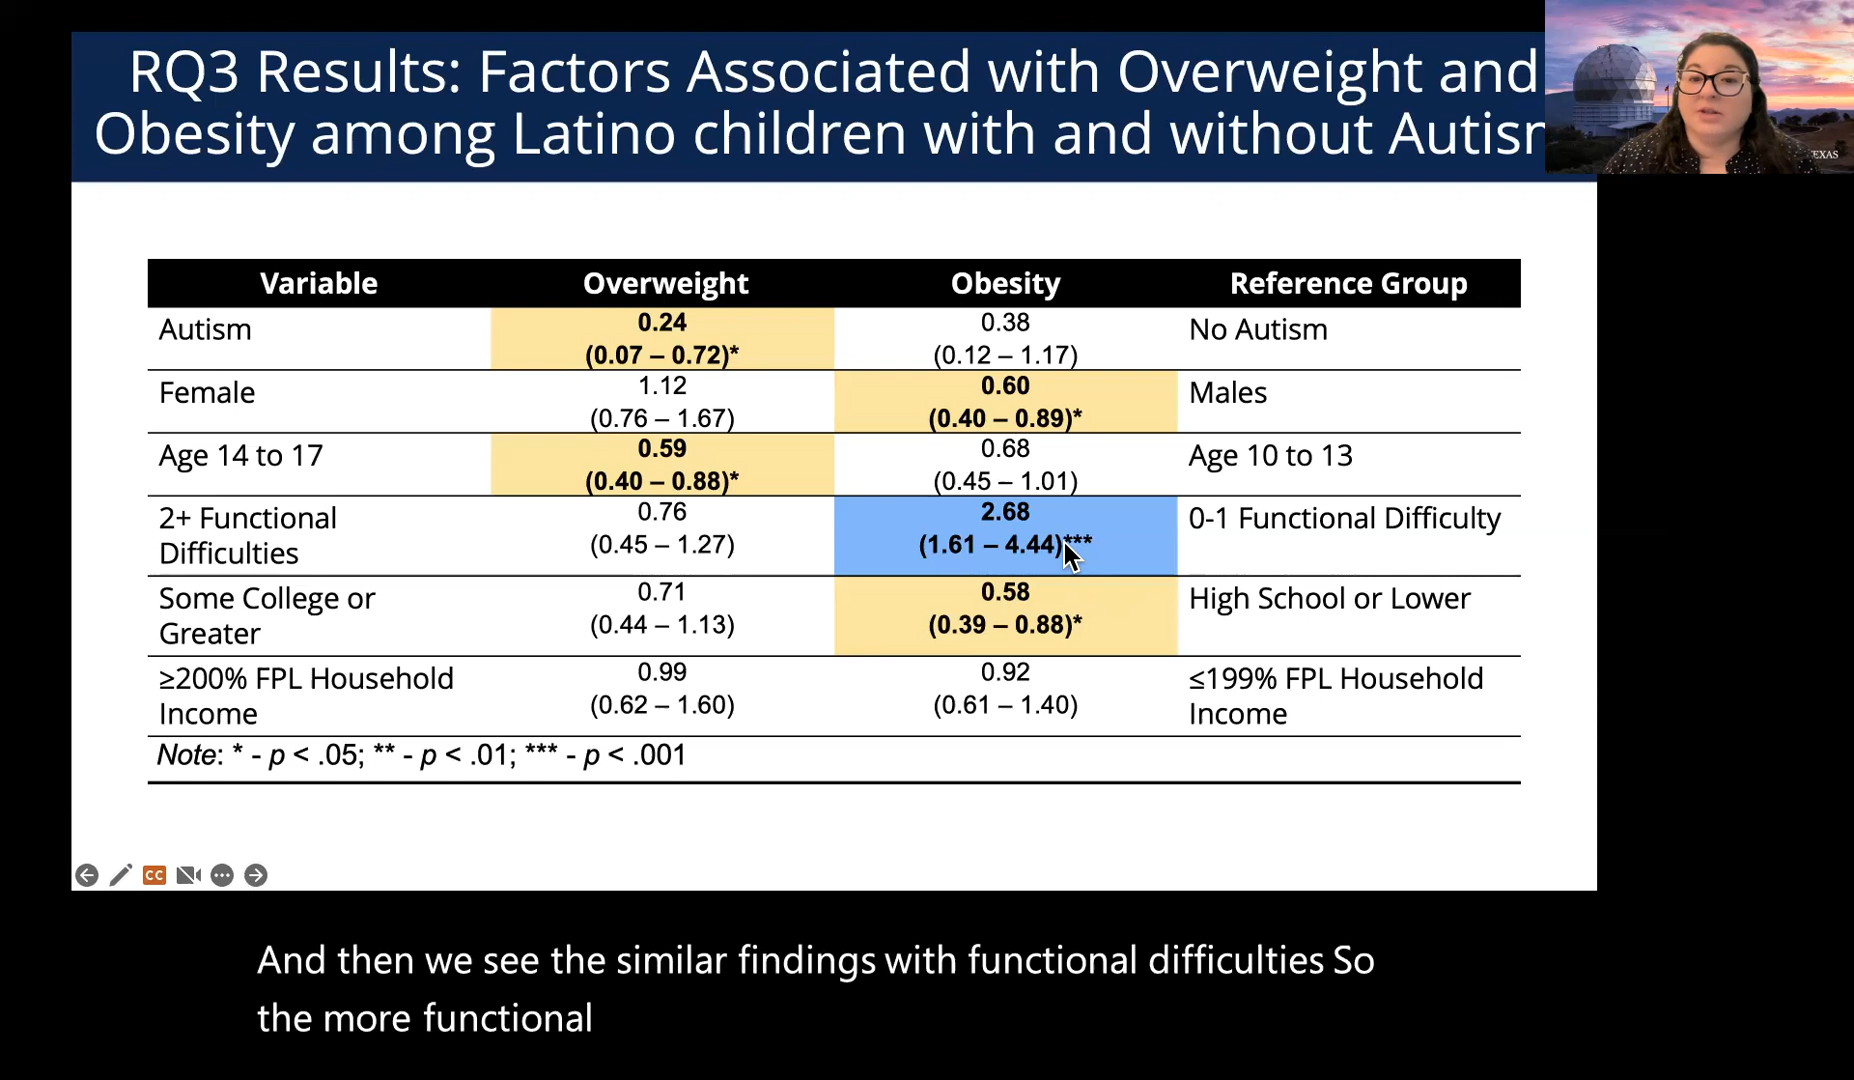 RQ3 Results: Factors Associated with Overweight and
Obesity among Latino children with and without Autism
Variable Overweight Obesity Reference Group
Autism 0.24 0.38 No Autism
(0.07 – 0.72)* (0.12 – 1.17)
Female 1.12 0.60 Males
(0.76 – 1.67) (0.40 – 0.89)*
Age 14 to 17 0.59 0.68 Age 10 to 13
(0.40 – 0.88)* (0.45 – 1.01)
2+ Functional 0.76 2.68 0-1 Functional Difficulty
Difficulties (0.45 – 1.27) (1.61 – 4.44)***
Some College or 0.71 0.58 High School or Lower
Greater (0.44 – 1.13) (0.39 – 0.88)*
≥200% FPL Household 0.99 0.92 ≤199% FPL Household
Income (0.62 – 1.60) (0.61 – 1.40) Income
Note: * - p < .05; ** - p < .01; *** - p < .001
CC
And then we see the similar findings with functional difficulties So
the more functional